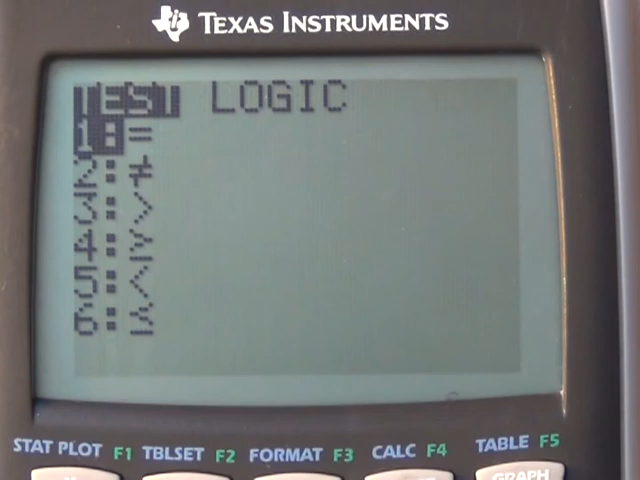 TEXAS INSTRUMENTS
TEST LOGIC
1:=
2:≠
3:>
4:≥
5:<
6:≤
STAT PLOT F1 TBLSET F2 FORMAT F3 CALC F4 TABLE F5
GRAPH